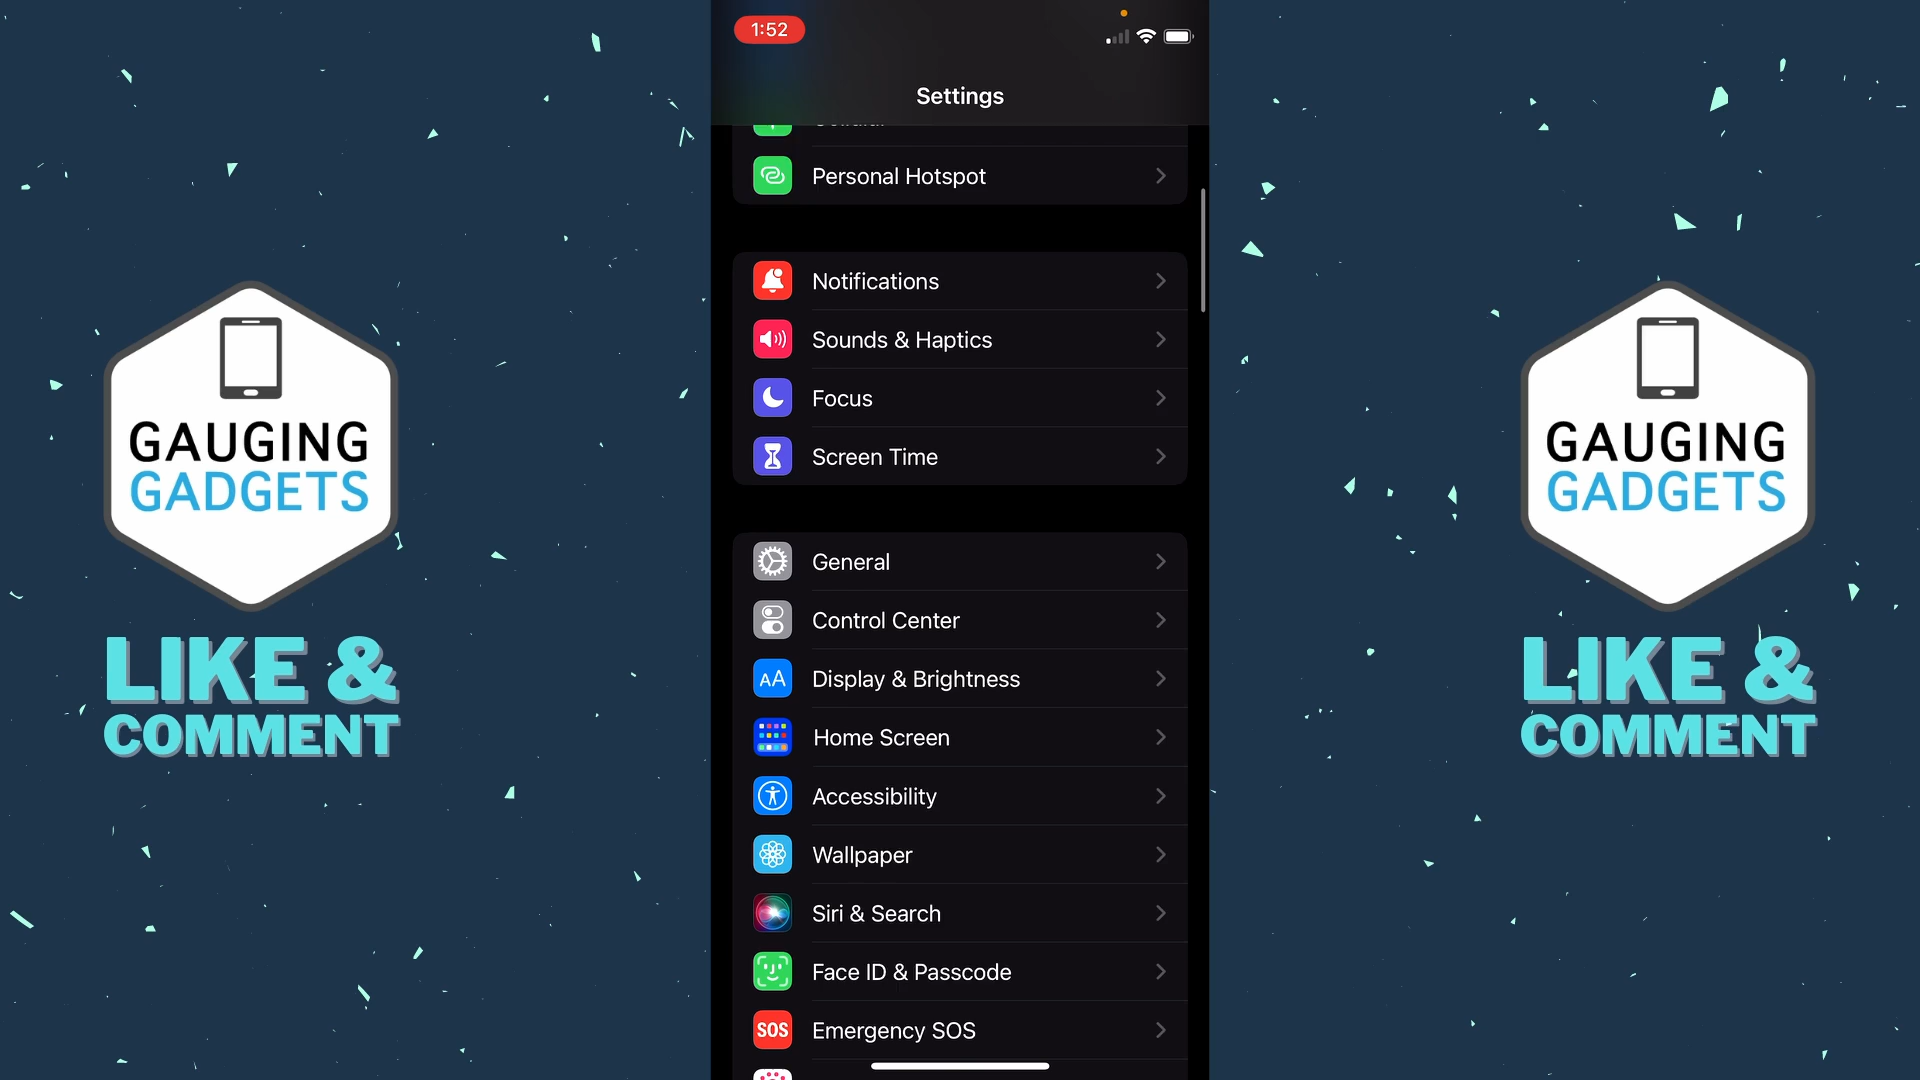 1:52
Settings
Personal Hotspot
Notifications
Sounds & Haptics
Focus
Screen Time
General
Control Center
AA
Display & Brightness
Home Screen
Accessibility
Wallpaper
Siri & Search
Face ID & Passcode
SOS
Emergency SOS
GAUGING
GADGETS
LIKE &
COMMENT
GAUGING
GADGETS
LIKE &
COMMENT